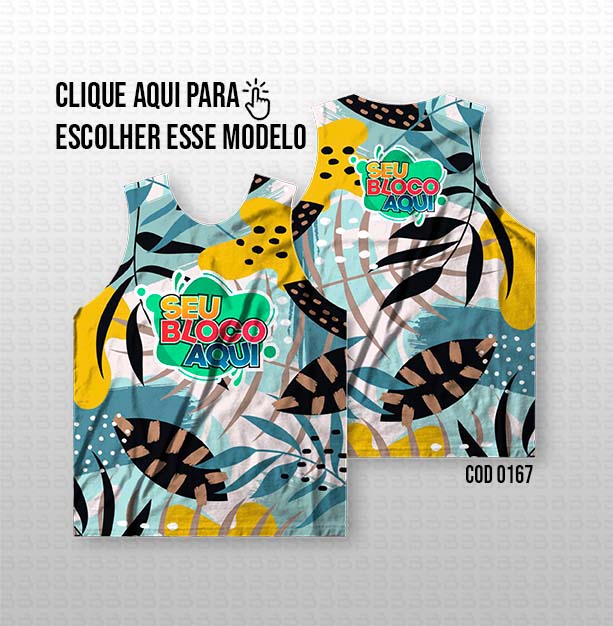 CLIQUE AQUI PARA
ESCOLHER ESSE MODELO
SEU
BLOCO
AQUI
SEU
BLOCO
AQUI
COD 0167